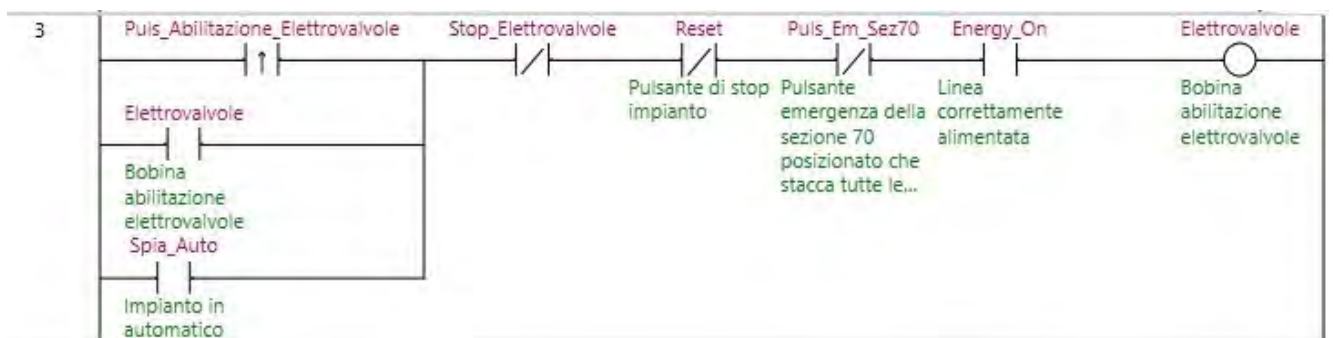 3
Puls_Abilitazione_Elettrovalvole
Stop_Elettrovalvole
Reset
Puls_Em_Sez70
Energy_On
Elettrovalvole
↑
Pulsante di stop
impianto
Pulsante
emergenza della
sezione 70
posizionato che
stacca tutte le...
Linea
correttamente
alimentata
Bobina
abilitazione
elettrovalvole
Elettrovalvole
Bobina
abilitazione
elettrovalvole
Spia_Auto
Impianto in
automatico